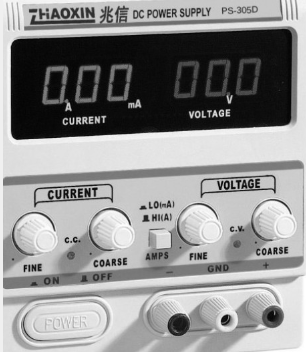 ZHAOXIN 兆信 DC POWER SUPPLY PS-305D
0.00 000
A mA V
CURRENT VOLTAGE
CURRENT VOLTAGE
LO(mA)
HI(A)
C.C. C.V.
FINE COARSE AMPS FINE COARSE
ON OFF − GND +
POWER